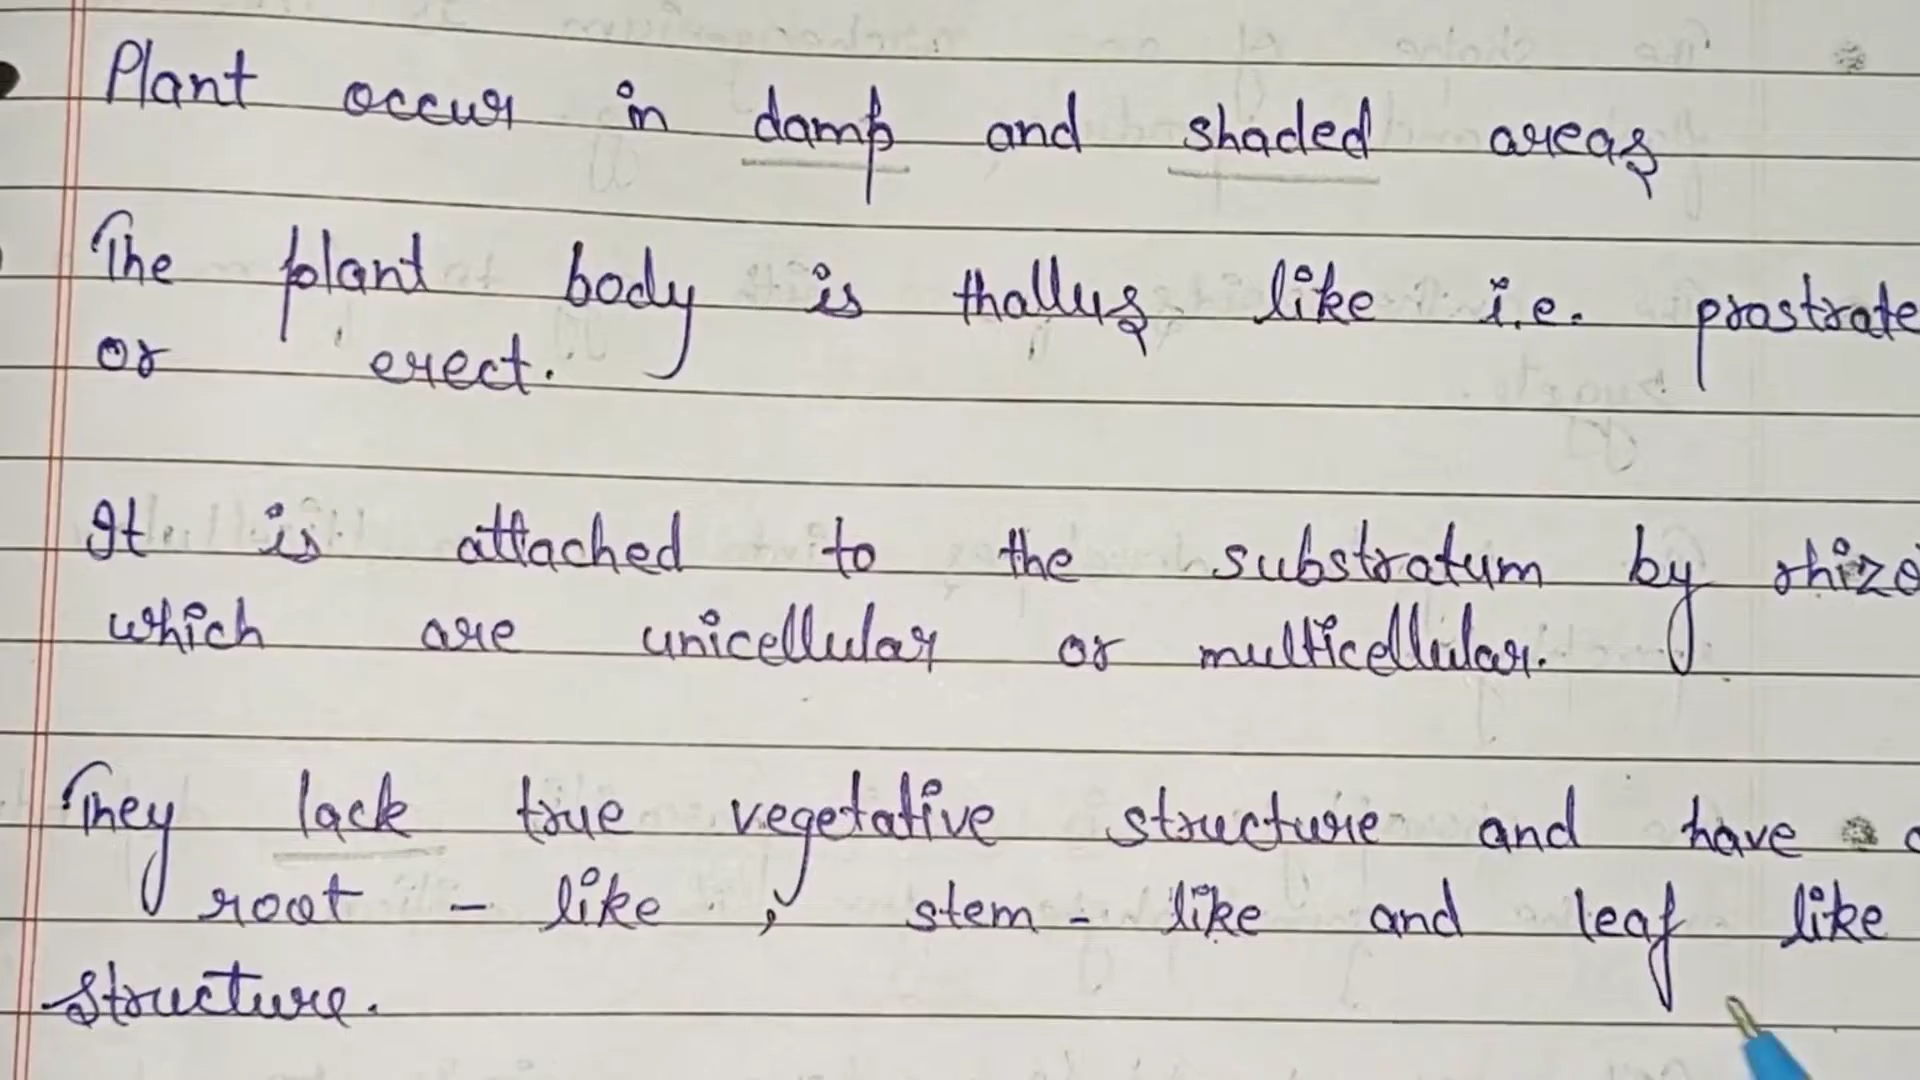 Plant occur in damp and shaded areas
The plant body is thallus like i.e. prostrate
or erect.
It is attached to the substratum by rhizo
which are unicellular or multicellular.
They lack true vegetative structure and have
root - like , stem - like and leaf like
structure.